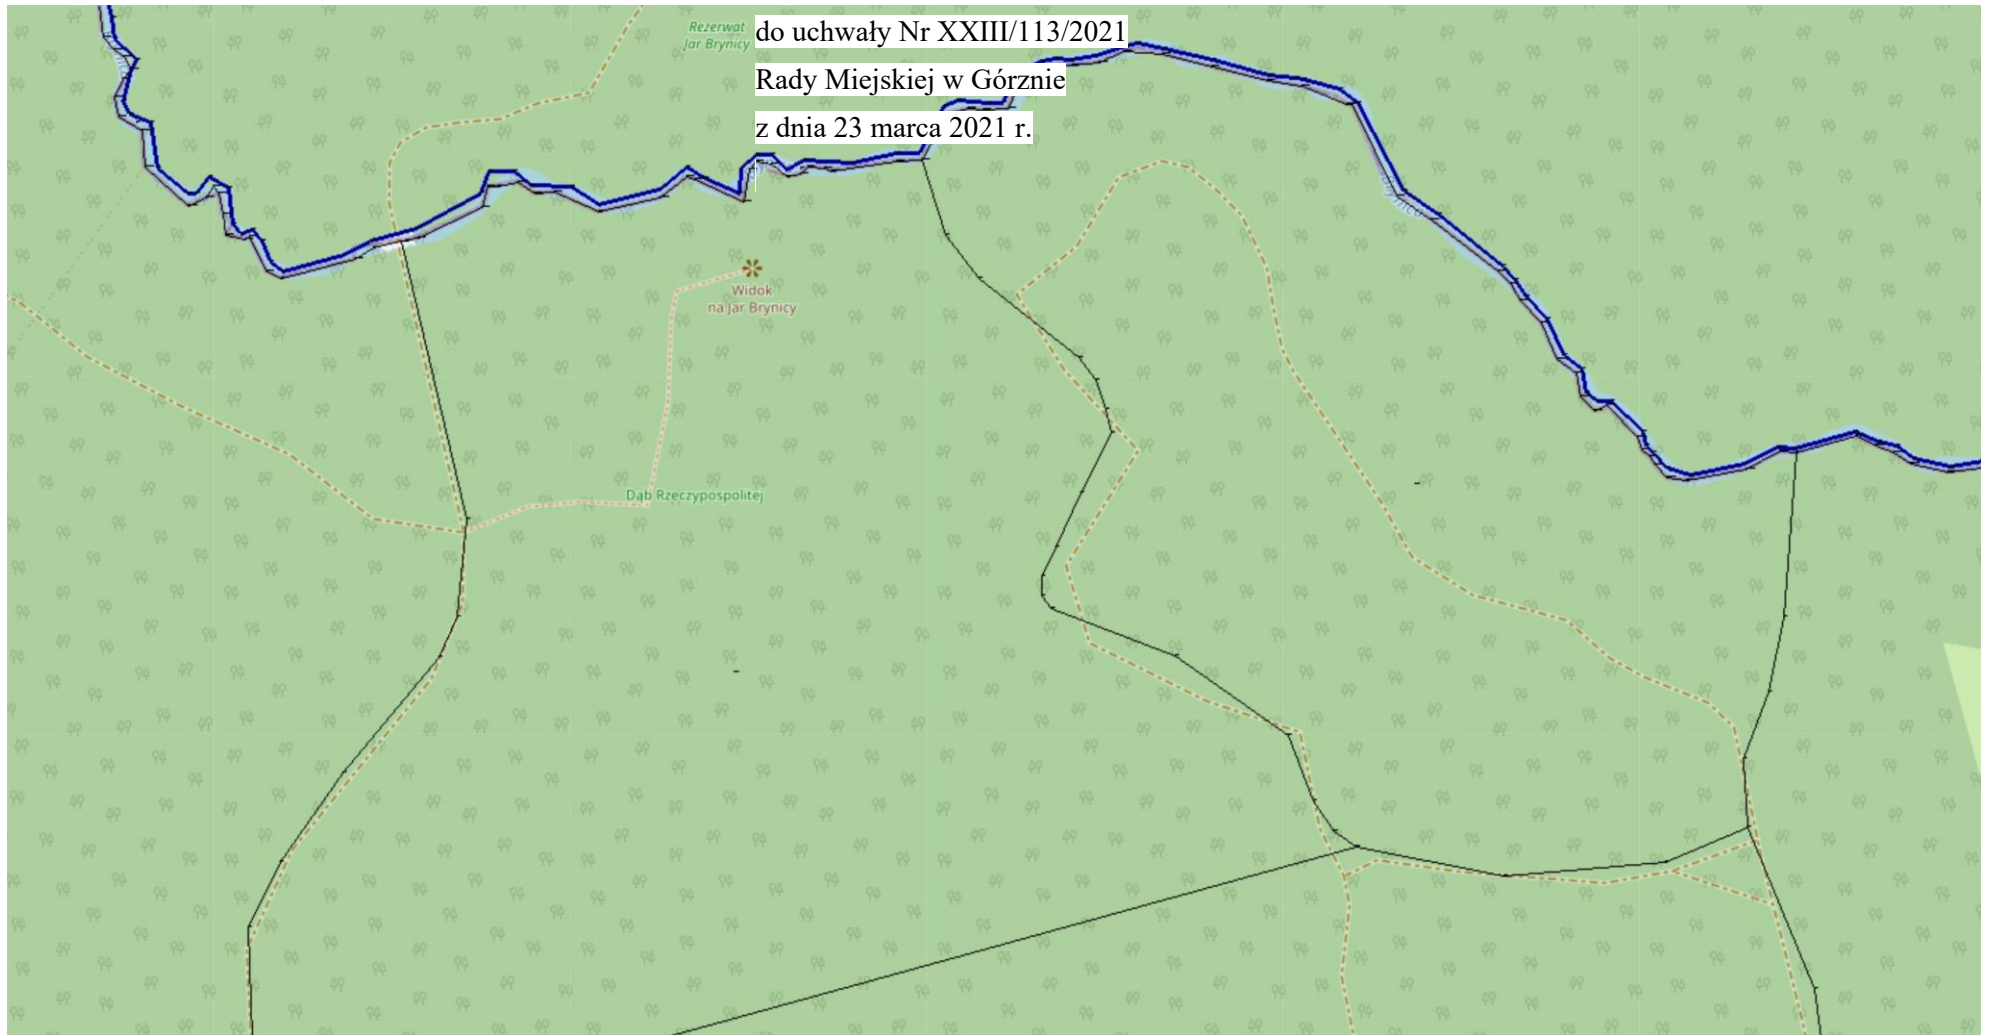 Rezerwat
Jar Brynicy
do uchwały Nr XXIII/113/2021
Rady Miejskiej w Górznie
z dnia 23 marca 2021 r.
Brynica
Widok
na Jar Brynicy
Dąb Rzeczypospolitej